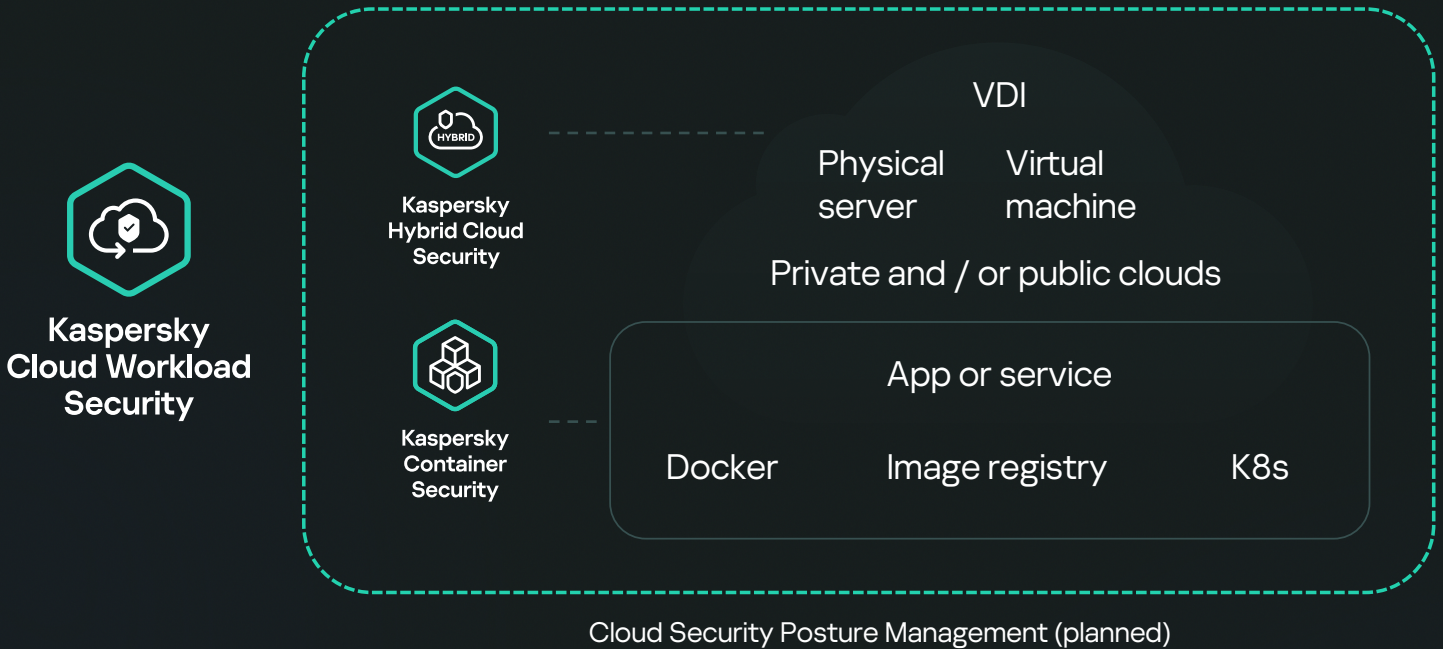 Kaspersky
Cloud Workload
Security
HYBRID
Kaspersky
Hybrid Cloud
Security
VDI
Physical
server
Virtual
machine
Private and / or public clouds
Kaspersky
Container
Security
App or service
Docker
Image registry
K8s
Cloud Security Posture Management (planned)